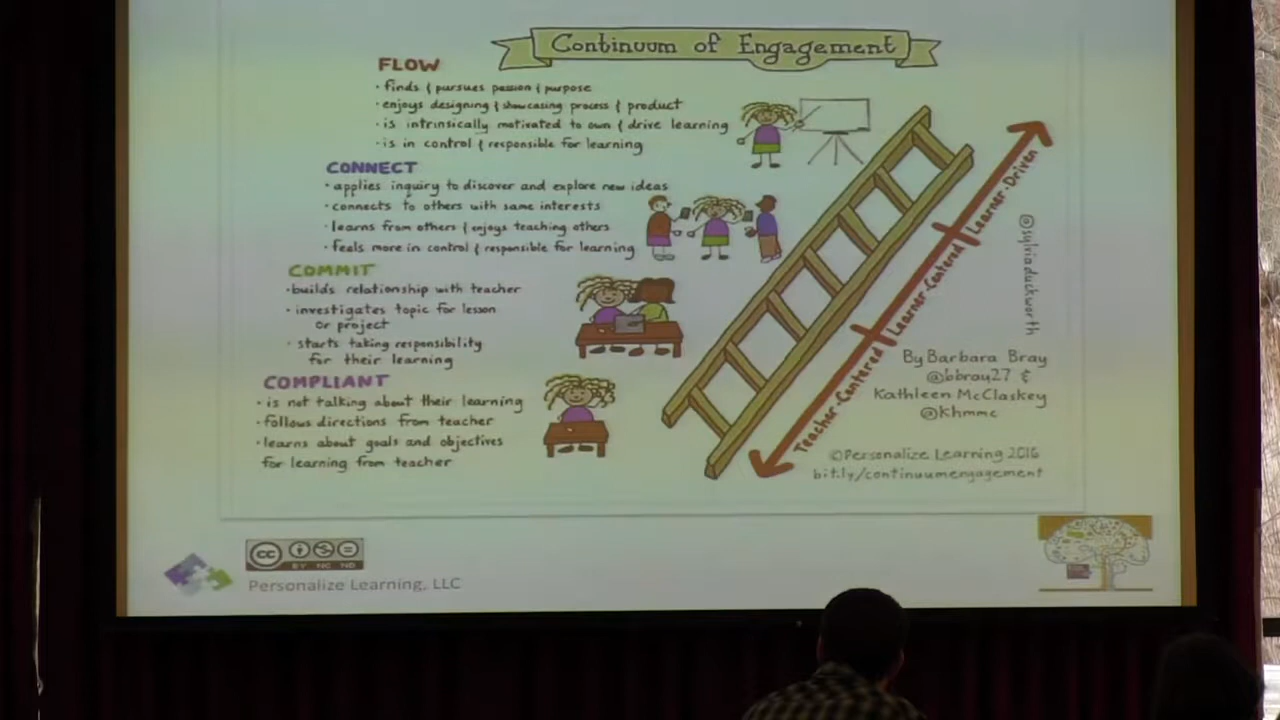 Continuum of Engagement
FLOW
· finds & pursues passion & purpose
· enjoys designing & showcasing process & product
· is intrinsically motivated to own & drive learning
· is in control & responsible for learning
CONNECT
· applies inquiry to discover and explore new ideas
· connects to others with same interests
· learns from others & enjoys teaching others
· feels more in control & responsible for learning
COMMIT
· builds relationship with teacher
· investigates topic for lesson
or project
· starts taking responsibility
for their learning
COMPLIANT
· is not talking about their learning
· follows directions from teacher
· learns about goals and objectives
for learning from teacher
Learner-Driven
Learner-Centered
Teacher-Centered
@sylviaduckworth
By Barbara Bray
@bbray27 &
Kathleen McClaskey
@khmmc
©Personalize Learning 2016
bit.ly/continuumengagement
cc
BY NC ND
Personalize Learning, LLC